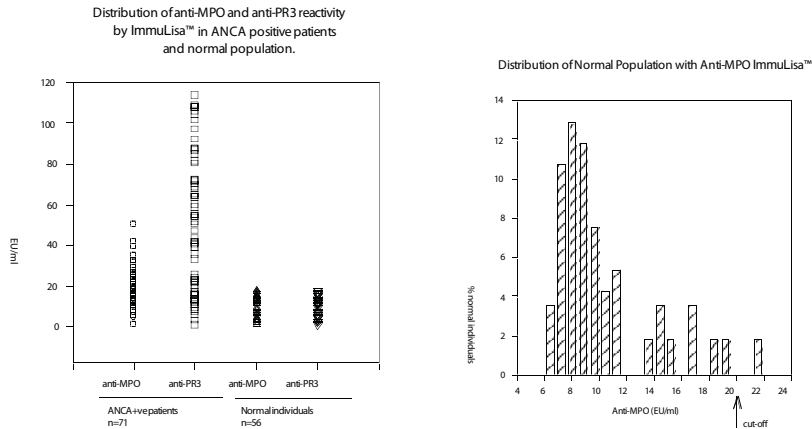 Distribution of anti-MPO and anti-PR3 reactivity
by ImmuLisa™ in ANCA positive patients
and normal population.
120
100
80
60
40
20
0
EU/ml
anti-MPO anti-PR3 anti-MPO anti-PR3
ANCA+ve patients Normal individuals
n=71 n=56
Distribution of Normal Population with Anti-MPO ImmuLisa™
14
12
10
8
6
4
2
0
% normal individuals
4 6 8 10 12 14 16 18 20 22 24
Anti-MPO (EU/ml)
cut-off